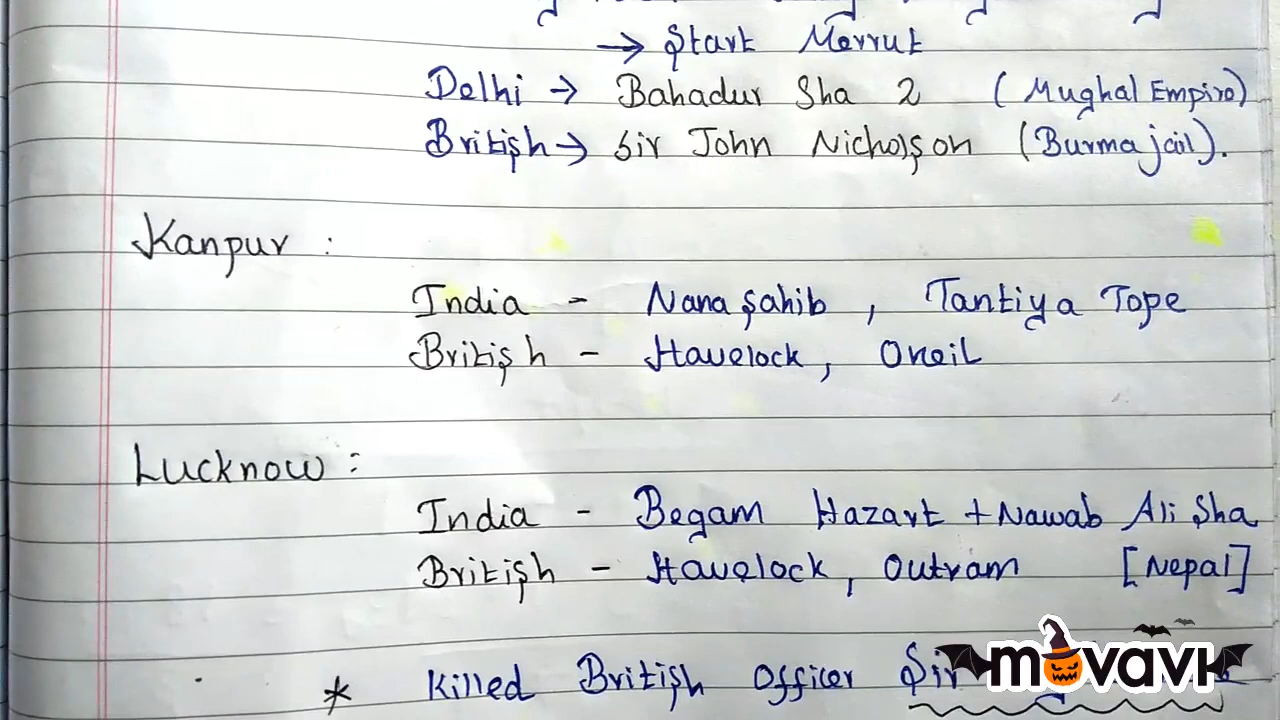 → Start Merrut
Delhi → Bahadur Sha 2 (Mughal Empire)
British → Sir John Nicholson (Burma jail).
Kanpur :
India - Nana Sahib , Tantiya Tope
British - Havelock, Oneil
Lucknow :
India - Begam Hazart + Nawab Ali Sha
British - Havelock, Outram [Nepal]
* Killed British Officer Sir
movavi